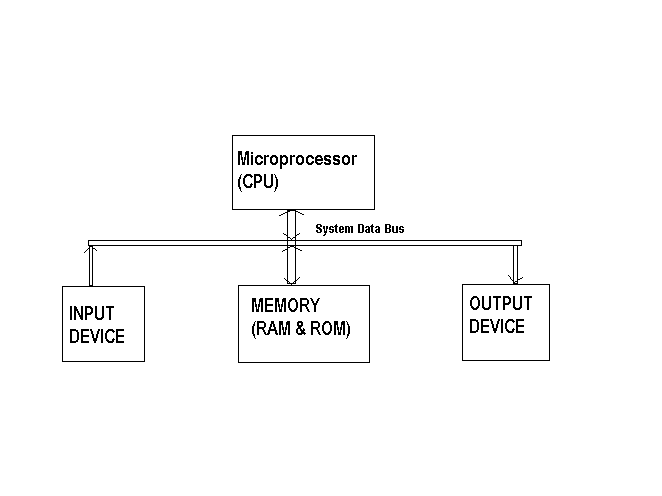 Microprocessor
(CPU)
System Data Bus
INPUT
DEVICE
MEMORY
(RAM & ROM)
OUTPUT
DEVICE